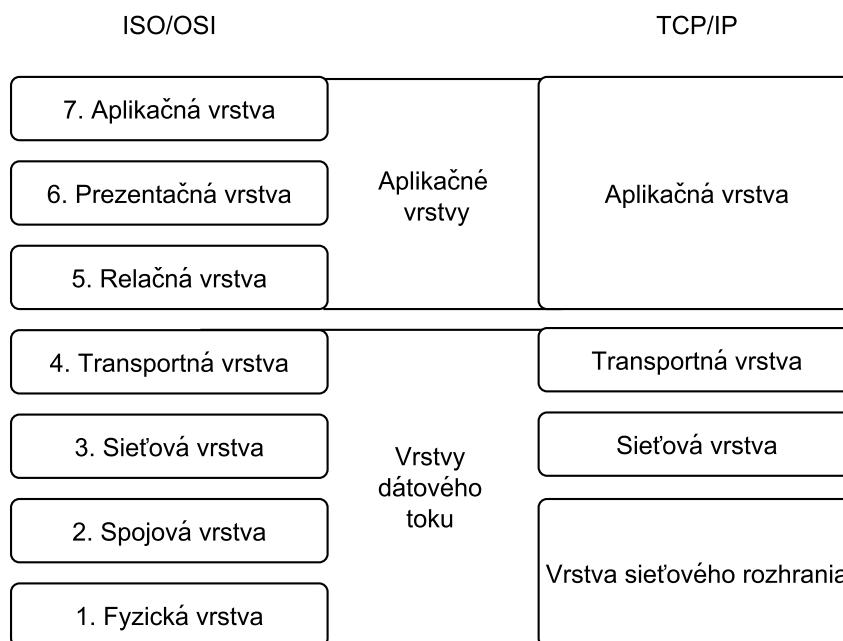 ISO/OSI
TCP/IP
7. Aplikačná vrstva
6. Prezentačná vrstva
5. Relačná vrstva
4. Transportná vrstva
3. Sieťová vrstva
2. Spojová vrstva
1. Fyzická vrstva
Aplikačné
vrstvy
Vrstvy
dátového
toku
Aplikačná vrstva
Transportná vrstva
Sieťová vrstva
Vrstva sieťového rozhrania